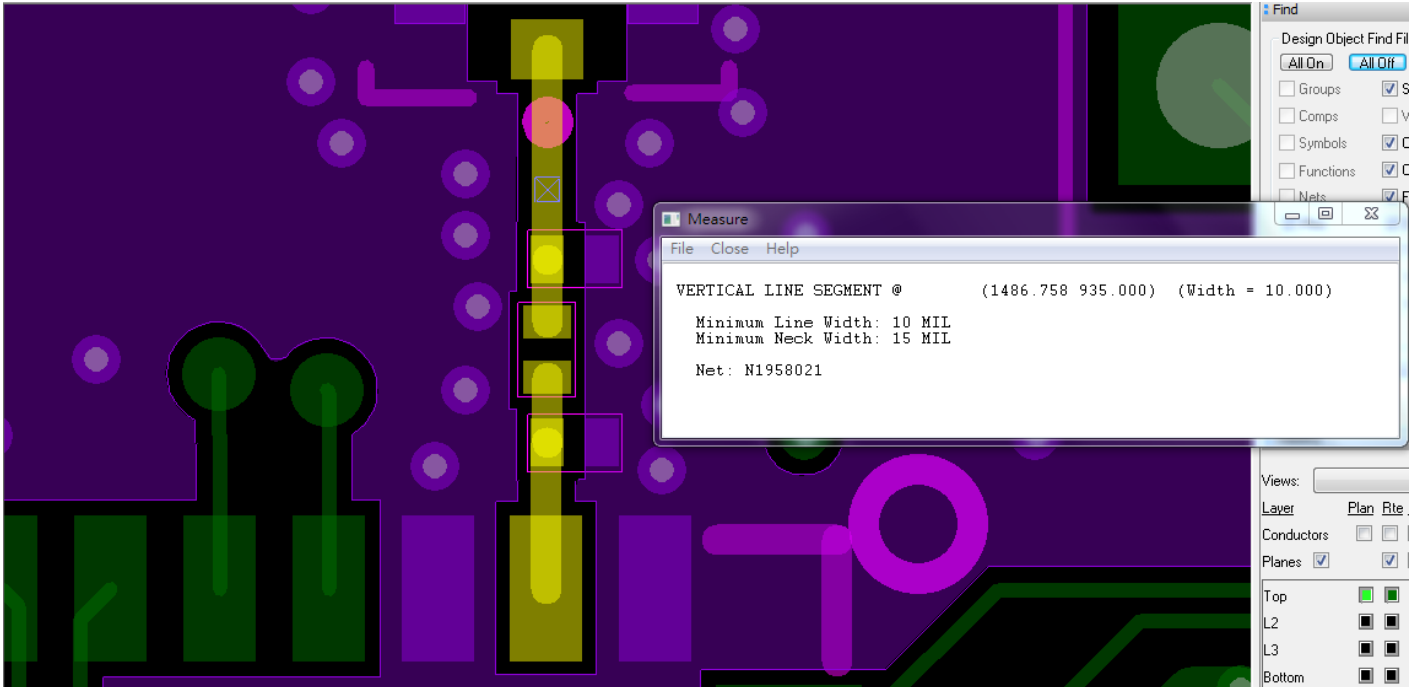 Find
Design Object Find Fil
All On All Off
Groups S
Comps V
Symbols C
Functions C
Nets F
Measure
File Close Help
VERTICAL LINE SEGMENT @ (1486.758 935.000) (Width = 10.000)
Minimum Line Width: 10 MIL
Minimum Neck Width: 15 MIL
Net: N1958021
Views:
Layer Plan Rte
Conductors
Planes
Top
L2
L3
Bottom